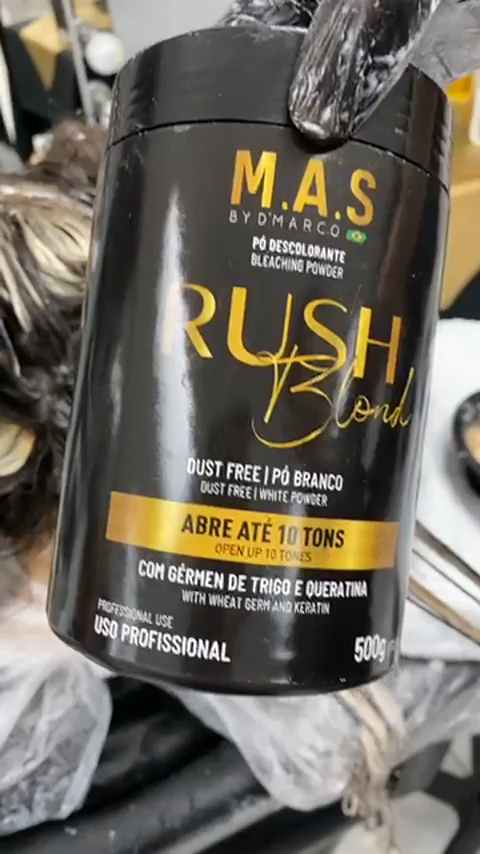 M.A.S
BY D'MARCO
PÓ DESCOLORANTE
BLEACHING POWDER
RUSH
Blond
DUST FREE | PÓ BRANCO
DUST FREE | WHITE POWDER
ABRE ATÉ 10 TONS
OPEN UP 10 TONES
COM GÉRMEN DE TRIGO E QUERATINA
WITH WHEAT GERM AND KERATIN
PROFESSIONAL USE
USO PROFISSIONAL
500g